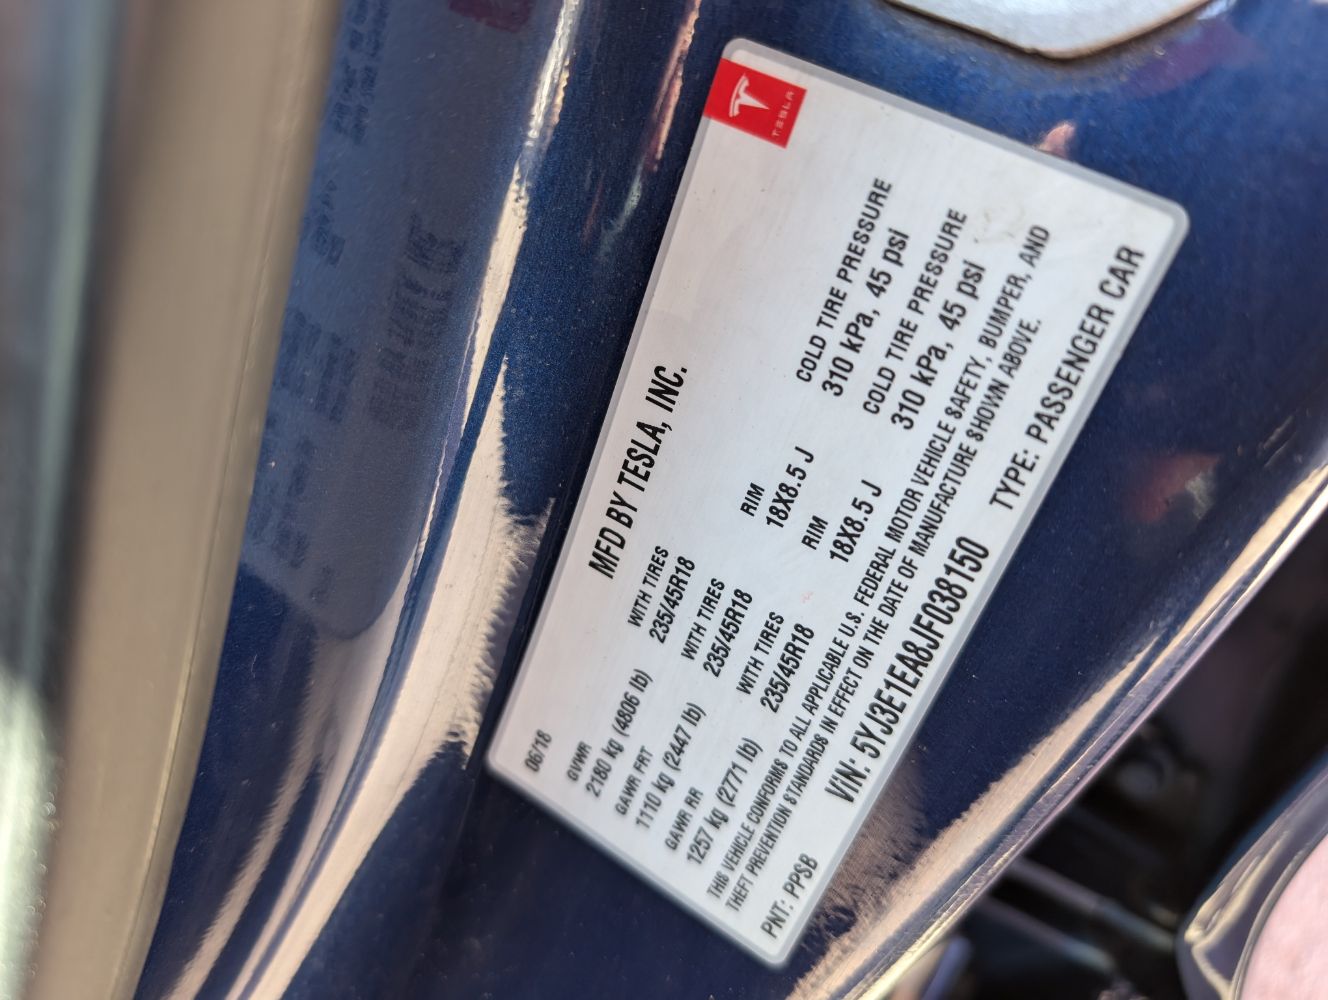 TESLA
MFD BY TESLA, INC.
06/18
GVWR WITH TIRES RIM COLD TIRE PRESSURE
2180 kg (4806 lb) 235/45R18 18X8.5 J 310 kPa, 45 psi
GAWR FRT WITH TIRES RIM COLD TIRE PRESSURE
1110 kg (2447 lb) 235/45R18 18X8.5 J 310 kPa, 45 psi
GAWR RR WITH TIRES
1257 kg (2771 lb) 235/45R18
THIS VEHICLE CONFORMS TO ALL APPLICABLE U.S. FEDERAL MOTOR VEHICLE SAFETY, BUMPER, AND
THEFT PREVENTION STANDARDS IN EFFECT ON THE DATE OF MANUFACTURE SHOWN ABOVE.
PNT: PPSB VIN: 5YJ3E1EA8JF038150 TYPE: PASSENGER CAR